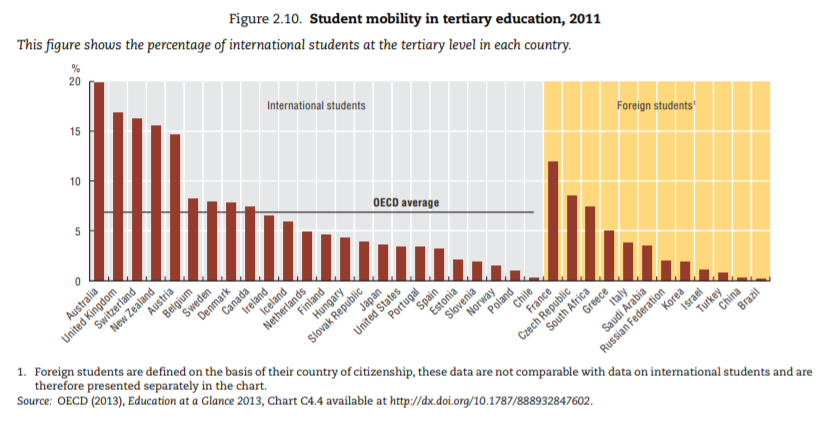 Figure 2.10. Student mobility in tertiary education, 2011
This figure shows the percentage of international students at the tertiary level in each country.
%
20
15
10
5
0
International students
Foreign students¹
OECD average
Australia
United Kingdom
Switzerland
New Zealand
Austria
Belgium
Sweden
Denmark
Canada
Ireland
Iceland
Netherlands
Finland
Hungary
Slovak Republic
Japan
United States
Portugal
Spain
Estonia
Slovenia
Norway
Poland
Chile
France
Czech Republic
South Africa
Greece
Italy
Saudi Arabia
Russian Federation
Korea
Israel
Turkey
China
Brazil
1. Foreign students are defined on the basis of their country of citizenship, these data are not comparable with data on international students and are
therefore presented separately in the chart.
Source: OECD (2013), Education at a Glance 2013, Chart C4.4 available at http://dx.doi.org/10.1787/888932847602.